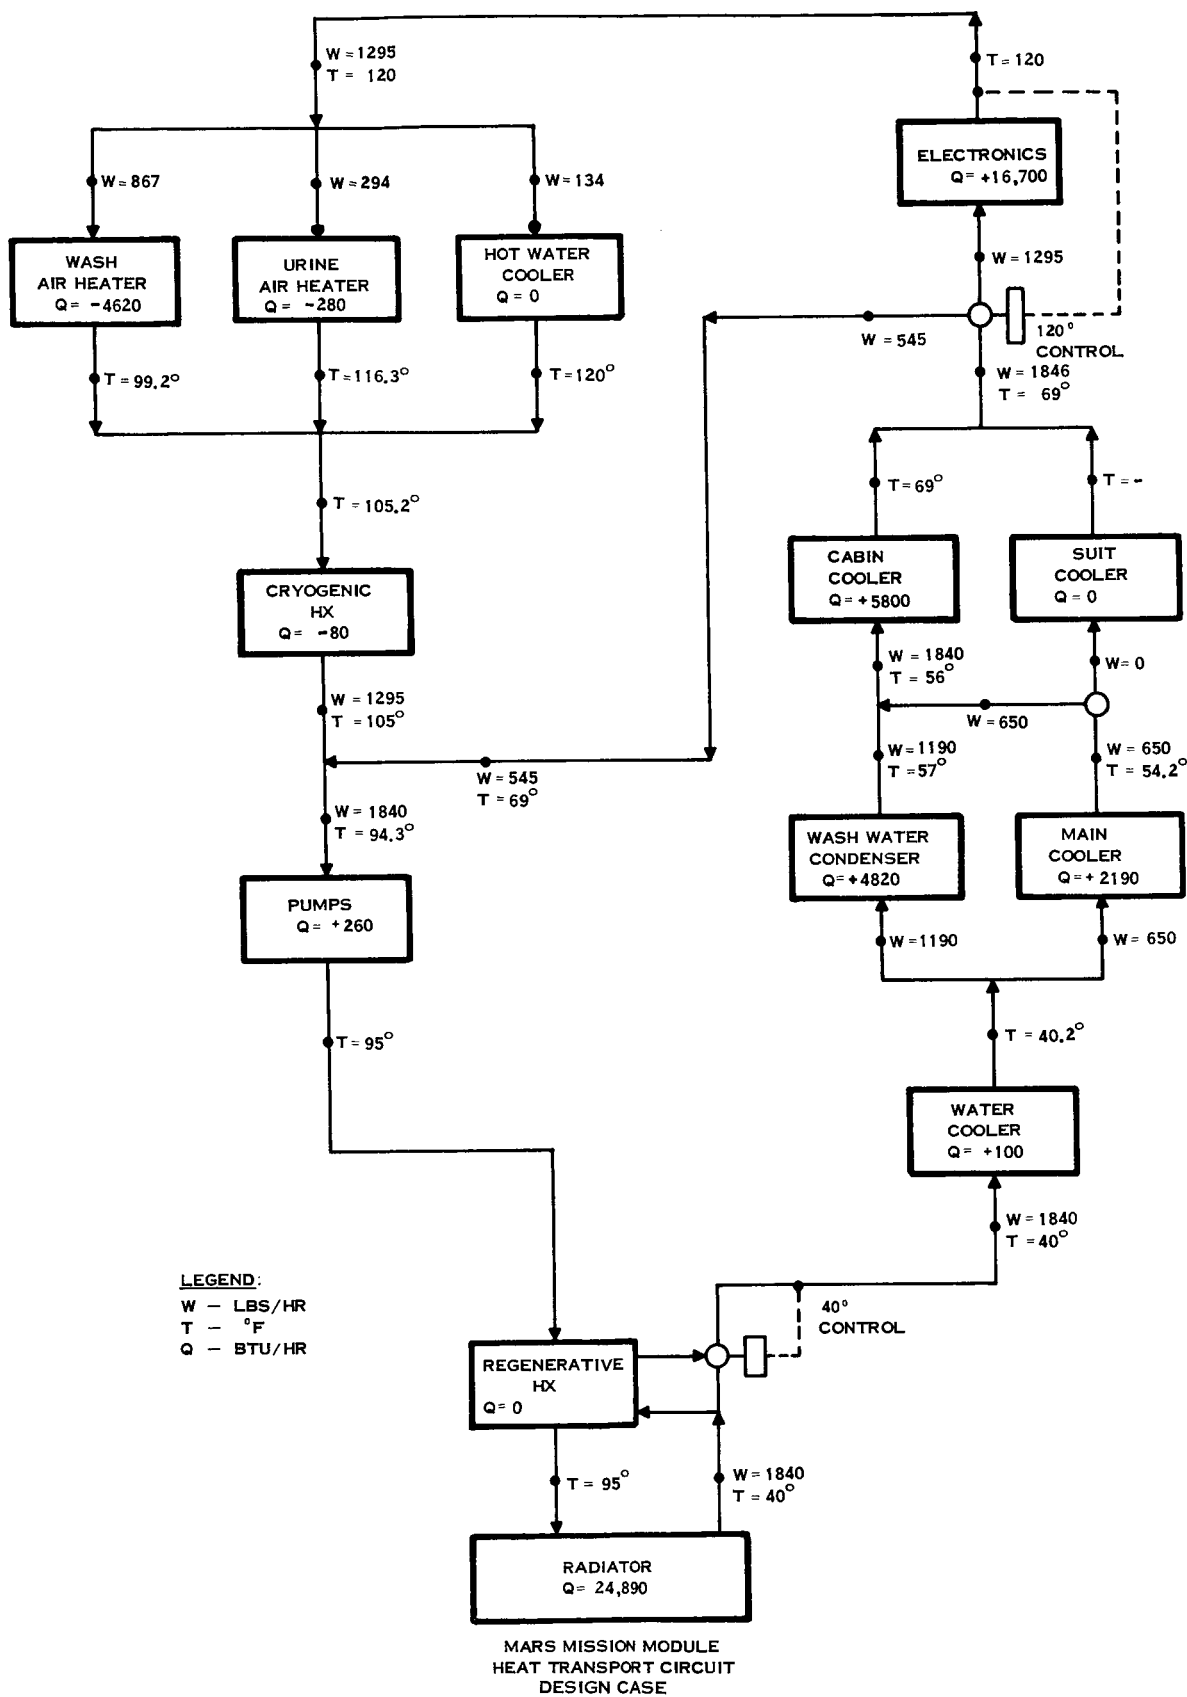 W = 1295
T = 120
T = 120
ELECTRONICS
Q = +16,700
W = 867
W = 294
W = 134
WASH
AIR HEATER
Q = -4620
URINE
AIR HEATER
Q = -280
HOT WATER
COOLER
Q = 0
W = 1295
W = 545
120°
CONTROL
W = 1846
T = 69°
T = 99.2°
T = 116.3°
T = 120°
T = 105.2°
T = 69°
T = -
CRYOGENIC
HX
Q = -80
CABIN
COOLER
Q = +5800
SUIT
COOLER
Q = 0
W = 1295
T = 105°
W = 1840
T = 56°
W = 0
W = 650
W = 545
T = 69°
W = 1190
T = 57°
W = 650
T = 54.2°
W = 1840
T = 94.3°
PUMPS
Q = +260
WASH WATER
CONDENSER
Q = +4820
MAIN
COOLER
Q = + 2190
W = 1190
W = 650
T = 95°
T = 40.2°
WATER
COOLER
Q = +100
W = 1840
T = 40°
LEGEND:
W – LBS/HR
T – °F
Q – BTU/HR
40°
CONTROL
REGENERATIVE
HX
Q = 0
T = 95°
W = 1840
T = 40°
RADIATOR
Q = 24,890
MARS MISSION MODULE
HEAT TRANSPORT CIRCUIT
DESIGN CASE